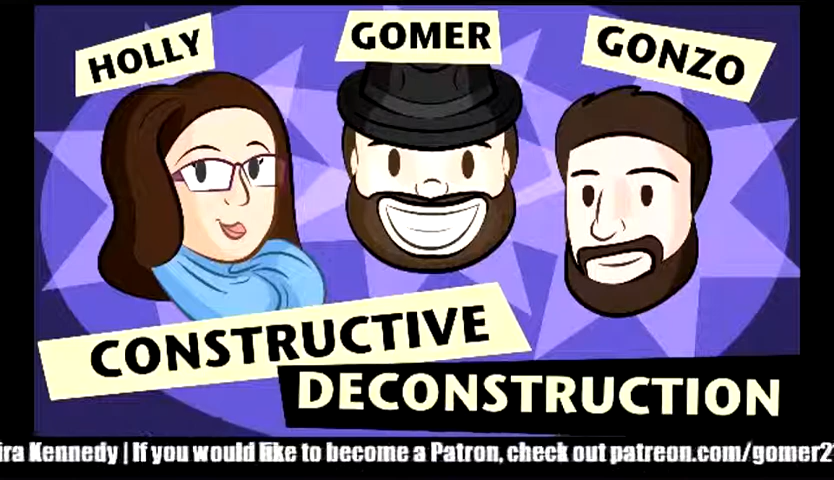 HOLLY
GOMER
GONZO
CONSTRUCTIVE
DECONSTRUCTION
Kennedy | If you would like to become a Patron, check out